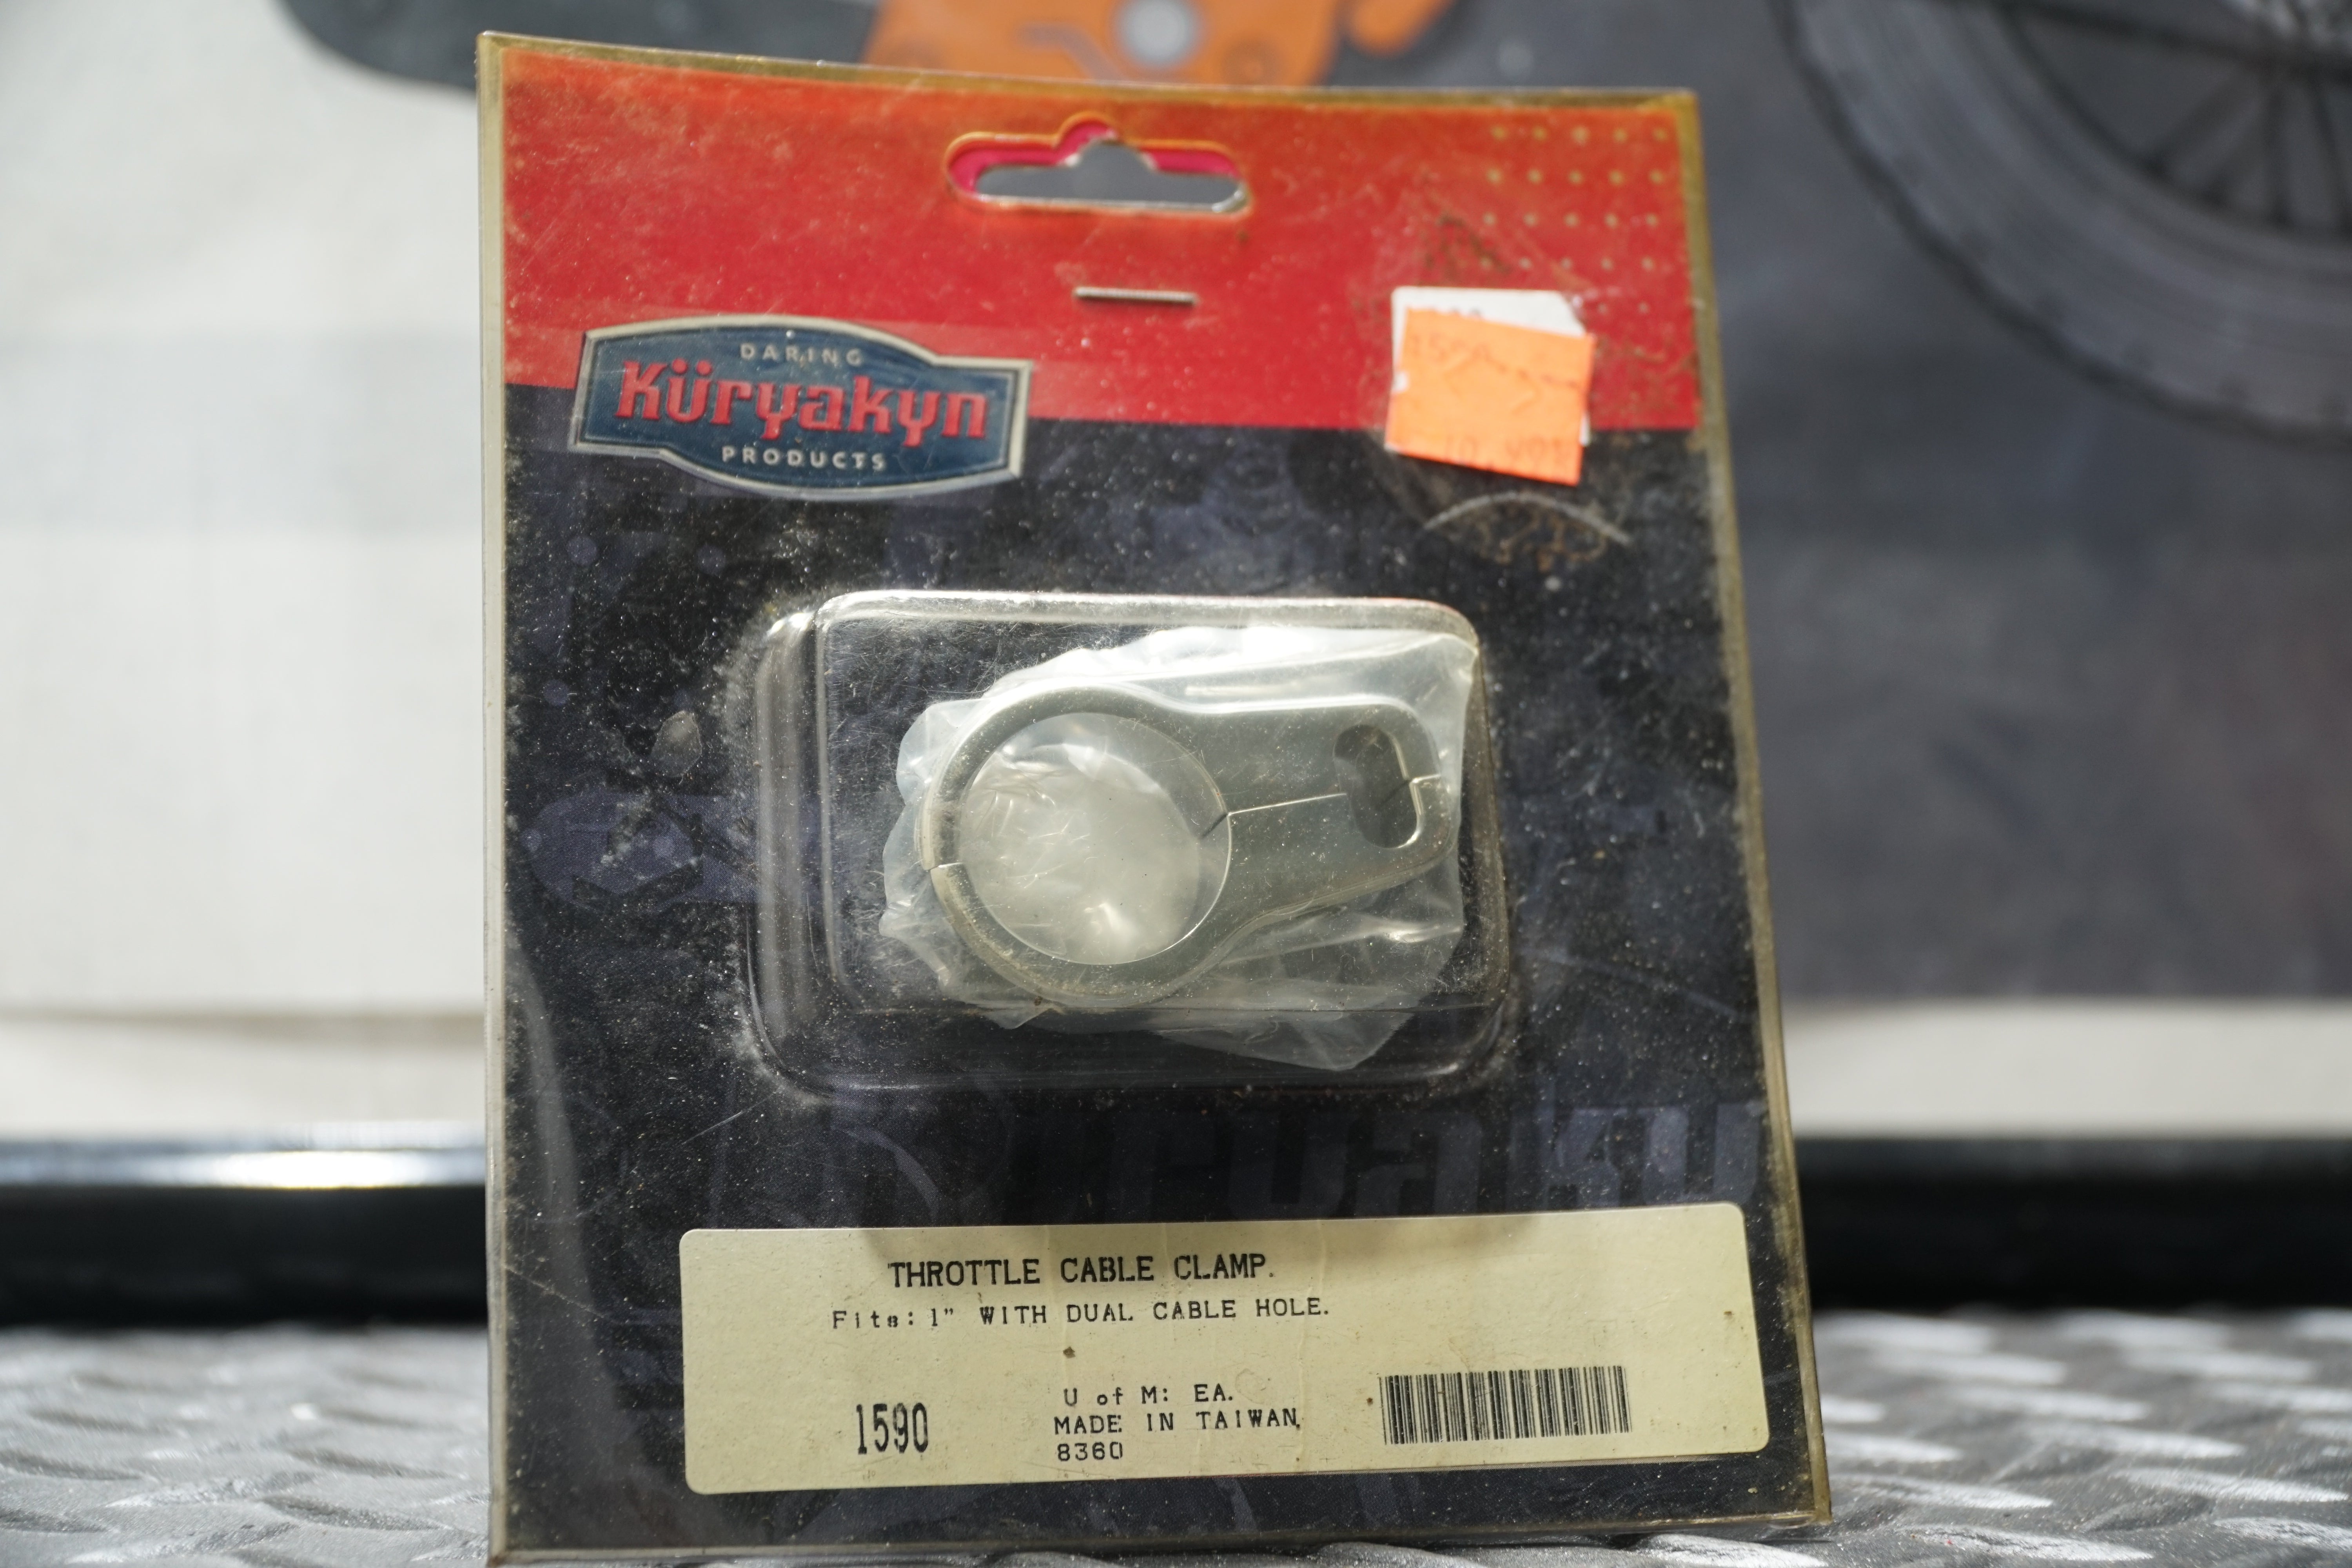 DARING
Küryakyn
PRODUCTS
THROTTLE CABLE CLAMP.
Fits: 1" WITH DUAL CABLE HOLE.
U of M: EA.
1590
MADE IN TAIWAN
8360